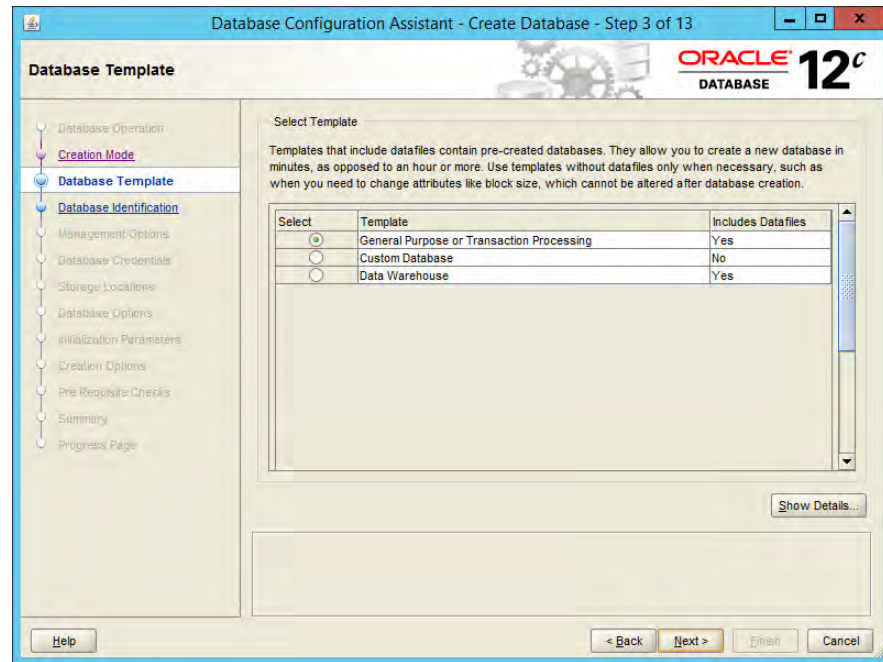 Database Configuration Assistant - Create Database - Step 3 of 13
Database Template
ORACLE
DATABASE
12c
Database Operation
Creation Mode
Database Template
Database Identification
Management Options
Database Credentials
Storage Locations
Database Options
Initialization Parameters
Creation Options
Pre Requisite Checks
Summary
Progress Page
Select Template
Templates that include datafiles contain pre-created databases. They allow you to create a new database in
minutes, as opposed to an hour or more. Use templates without datafiles only when necessary, such as
when you need to change attributes like block size, which cannot be altered after database creation.
Select Template Includes Datafiles
General Purpose or Transaction Processing Yes
Custom Database No
Data Warehouse Yes
Show Details...
Help < Back Next > Finish Cancel